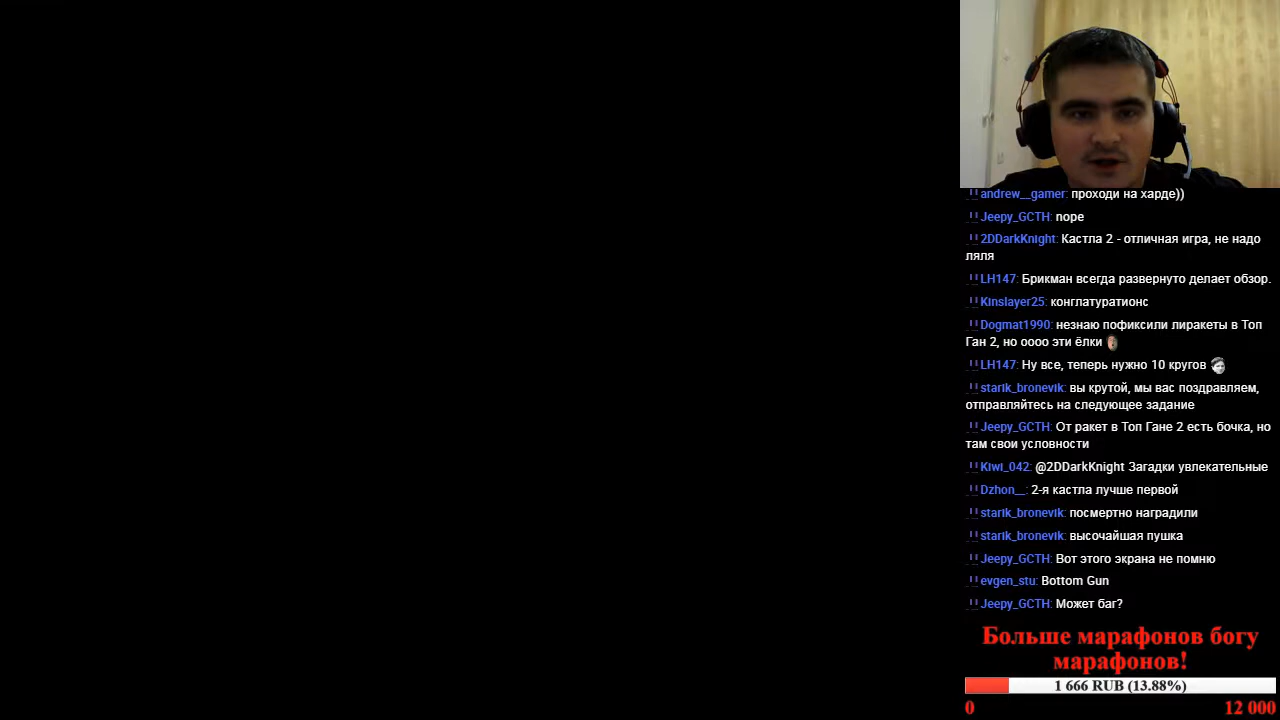 andrew__gamer: проходи на харде))
Jeepy_GCTH: nope
2DDarkKnight: Кастла 2 - отличная игра, не надо
ляля
LH147: Брикман всегда развернуто делает обзор.
Kinslayer25: конглатуратионс
Dogmat1990: незнаю пофиксили лиракеты в Топ
Ган 2, но оооо эти ёлки
LH147: Ну все, теперь нужно 10 кругов
starik_bronevik: вы крутой, мы вас поздравляем,
отправляйтесь на следующее задание
Jeepy_GCTH: От ракет в Топ Гане 2 есть бочка, но
там свои условности
Kiwi_042: @2DDarkKnight Загадки увлекательные
Dzhon__: 2-я кастла лучше первой
starik_bronevik: посмертно наградили
starik_bronevik: высочайшая пушка
Jeepy_GCTH: Вот этого экрана не помню
evgen_stu: Bottom Gun
Jeepy_GCTH: Может баг?
Больше марафонов богу
марафонов!
1 666 RUB (13.88%)
0 12 000